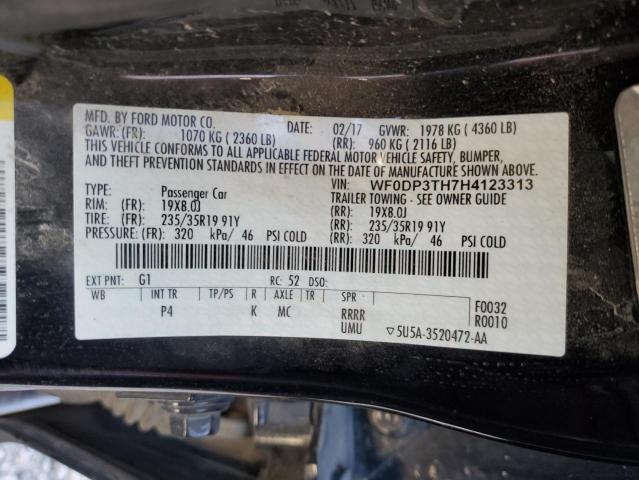 MFD. BY FORD MOTOR CO. DATE: 02/17 GVWR: 1978 KG ( 4360 LB)
GAWR: (FR): 1070 KG ( 2360 LB) (RR): 960 KG ( 2116 LB)
THIS VEHICLE CONFORMS TO ALL APPLICABLE FEDERAL MOTOR VEHICLE SAFETY, BUMPER,
AND THEFT PREVENTION STANDARDS IN EFFECT ON THE DATE OF MANUFACTURE SHOWN ABOVE.
VIN: WF0DP3TH7H4123313
TYPE: Passenger Car TRAILER TOWING - SEE OWNER GUIDE
RIM: (FR) 19X8.0J (RR): 19X8.0J
TIRE: (FR) 235/35R19 91Y (RR): 235/35R19 91Y
PRESSURE: (FR) 320 kPa/ 46 PSI COLD (RR): 320 kPa/ 46 PSI COLD
EXT PNT: G1 RC: 52 DSO:
WB INT TR TP/PS R AXLE TR SPR F0032
P4 K MC RRRR R0010
UMU ▽5U5A-3520472-AA